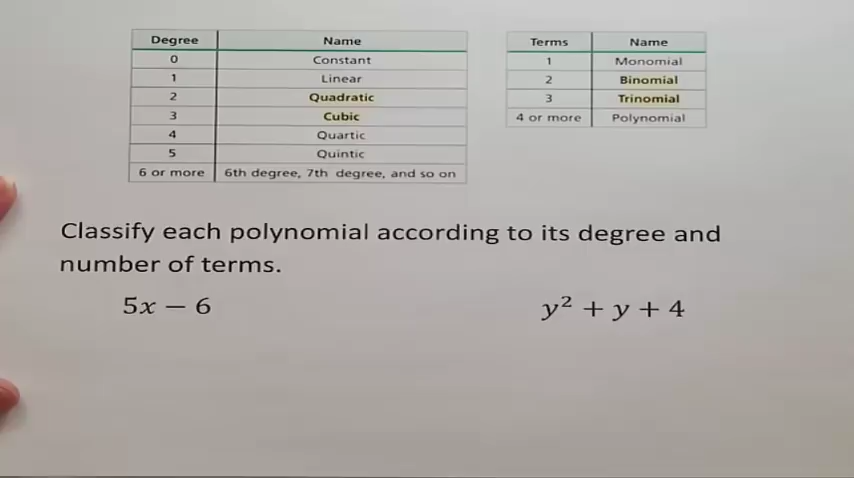 Degree Name
0 Constant
1 Linear
2 Quadratic
3 Cubic
4 Quartic
5 Quintic
6 or more 6th degree, 7th degree, and so on
Terms Name
1 Monomial
2 Binomial
3 Trinomial
4 or more Polynomial
Classify each polynomial according to its degree and
number of terms.
5x − 6
y² + y + 4